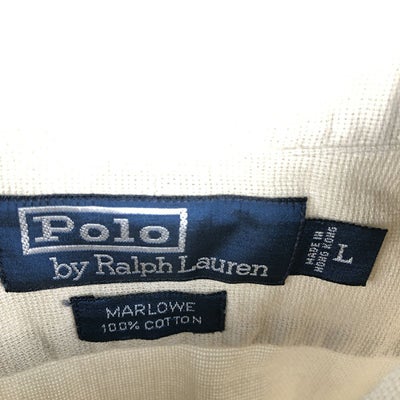 Polo
by Ralph Lauren
MADE IN
HONG KONG
L
MARLOWE
100% COTTON